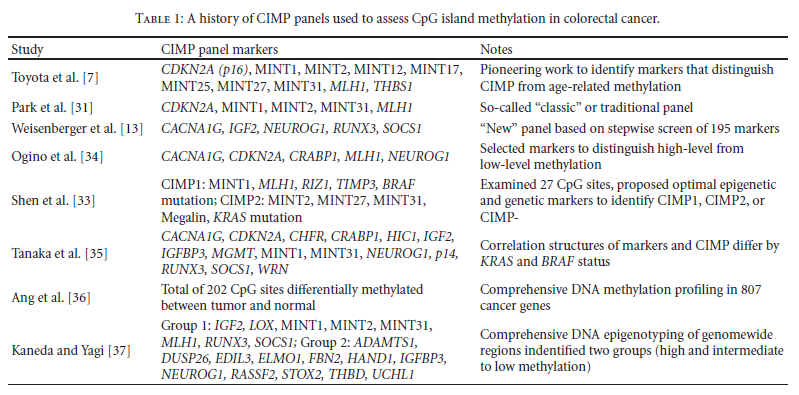 TABLE 1: A history of CIMP panels used to assess CpG island methylation in colorectal cancer.
Study CIMP panel markers Notes
Toyota et al. [7] CDKN2A (p16), MINT1, MINT2, MINT12, MINT17, MINT25, MINT27, MINT31, MLH1, THBS1 Pioneering work to identify markers that distinguish CIMP from age-related methylation
Park et al. [31] CDKN2A, MINT1, MINT2, MINT31, MLH1 So-called “classic” or traditional panel
Weisenberger et al. [13] CACNA1G, IGF2, NEUROG1, RUNX3, SOCS1 “New” panel based on stepwise screen of 195 markers
Ogino et al. [34] CACNA1G, CDKN2A, CRABP1, MLH1, NEUROG1 Selected markers to distinguish high-level from low-level methylation
Shen et al. [33] CIMP1: MINT1, MLH1, RIZ1, TIMP3, BRAF mutation; CIMP2: MINT2, MINT27, MINT31, Megalin, KRAS mutation Examined 27 CpG sites, proposed optimal epigenetic and genetic markers to identify CIMP1, CIMP2, or CIMP-
Tanaka et al. [35] CACNA1G, CDKN2A, CHFR, CRABP1, HIC1, IGF2, IGFBP3, MGMT, MINT1, MINT31, NEUROG1, p14, RUNX3, SOCS1, WRN Correlation structures of markers and CIMP differ by KRAS and BRAF status
Ang et al. [36] Total of 202 CpG sites differentially methylated between tumor and normal Comprehensive DNA methylation profiling in 807 cancer genes
Kaneda and Yagi [37] Group 1: IGF2, LOX, MINT1, MINT2, MINT31, MLH1, RUNX3, SOCS1; Group 2: ADAMTS1, DUSP26, EDIL3, ELMO1, FBN2, HAND1, IGFBP3, NEUROG1, RASSF2, STOX2, THBD, UCHL1 Comprehensive DNA epigenotyping of genomewide regions indentified two groups (high and intermediate to low methylation)